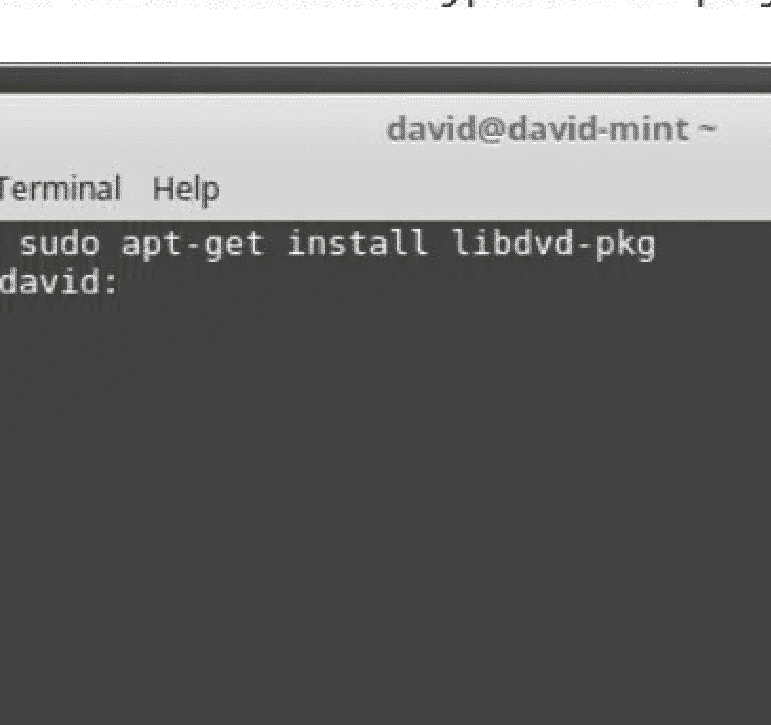 david@david-mint ~
Terminal Help
sudo apt-get install libdvd-pkg
david: